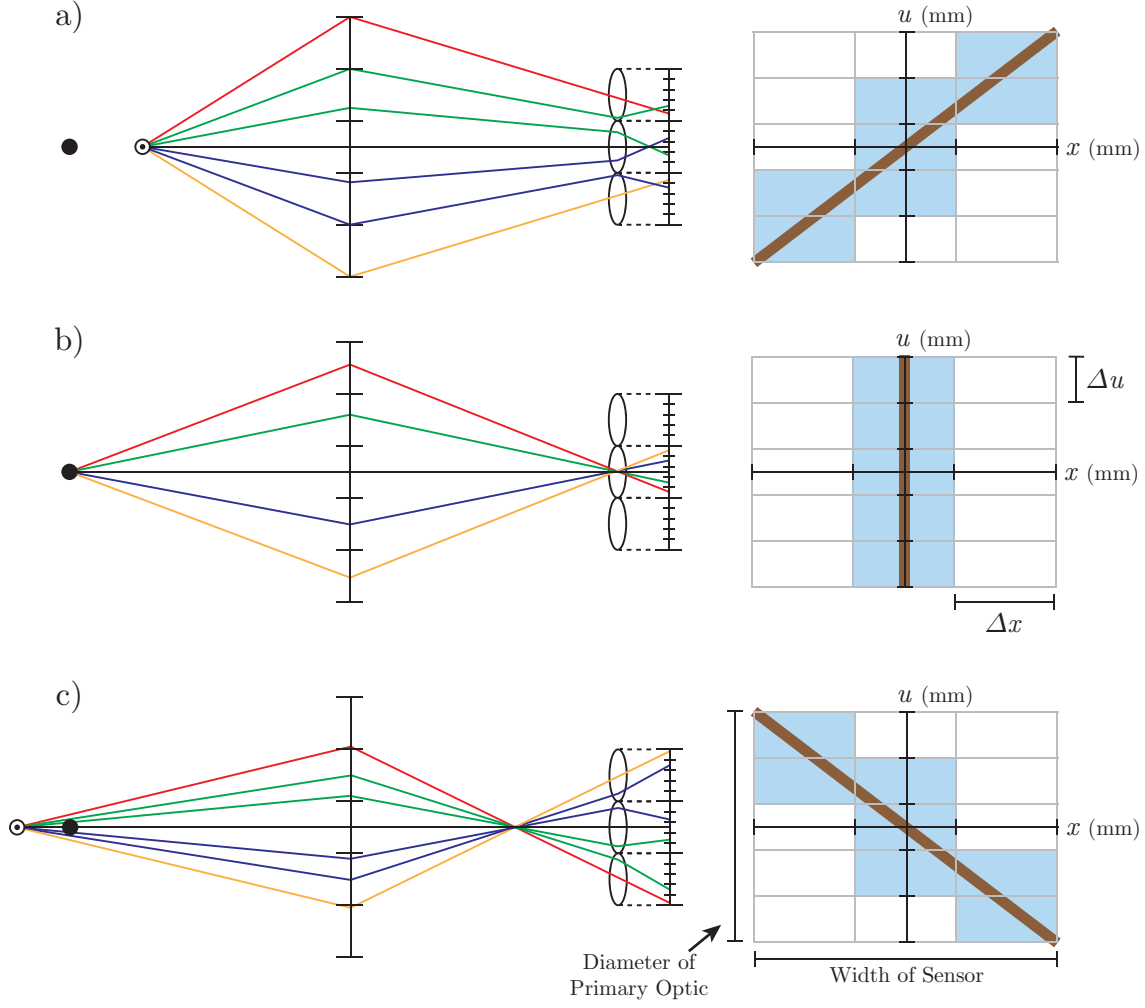 a)
u (mm)
x (mm)
b)
u (mm)
Δu
x (mm)
Δx
c)
u (mm)
x (mm)
Diameter of
Primary Optic
Width of Sensor